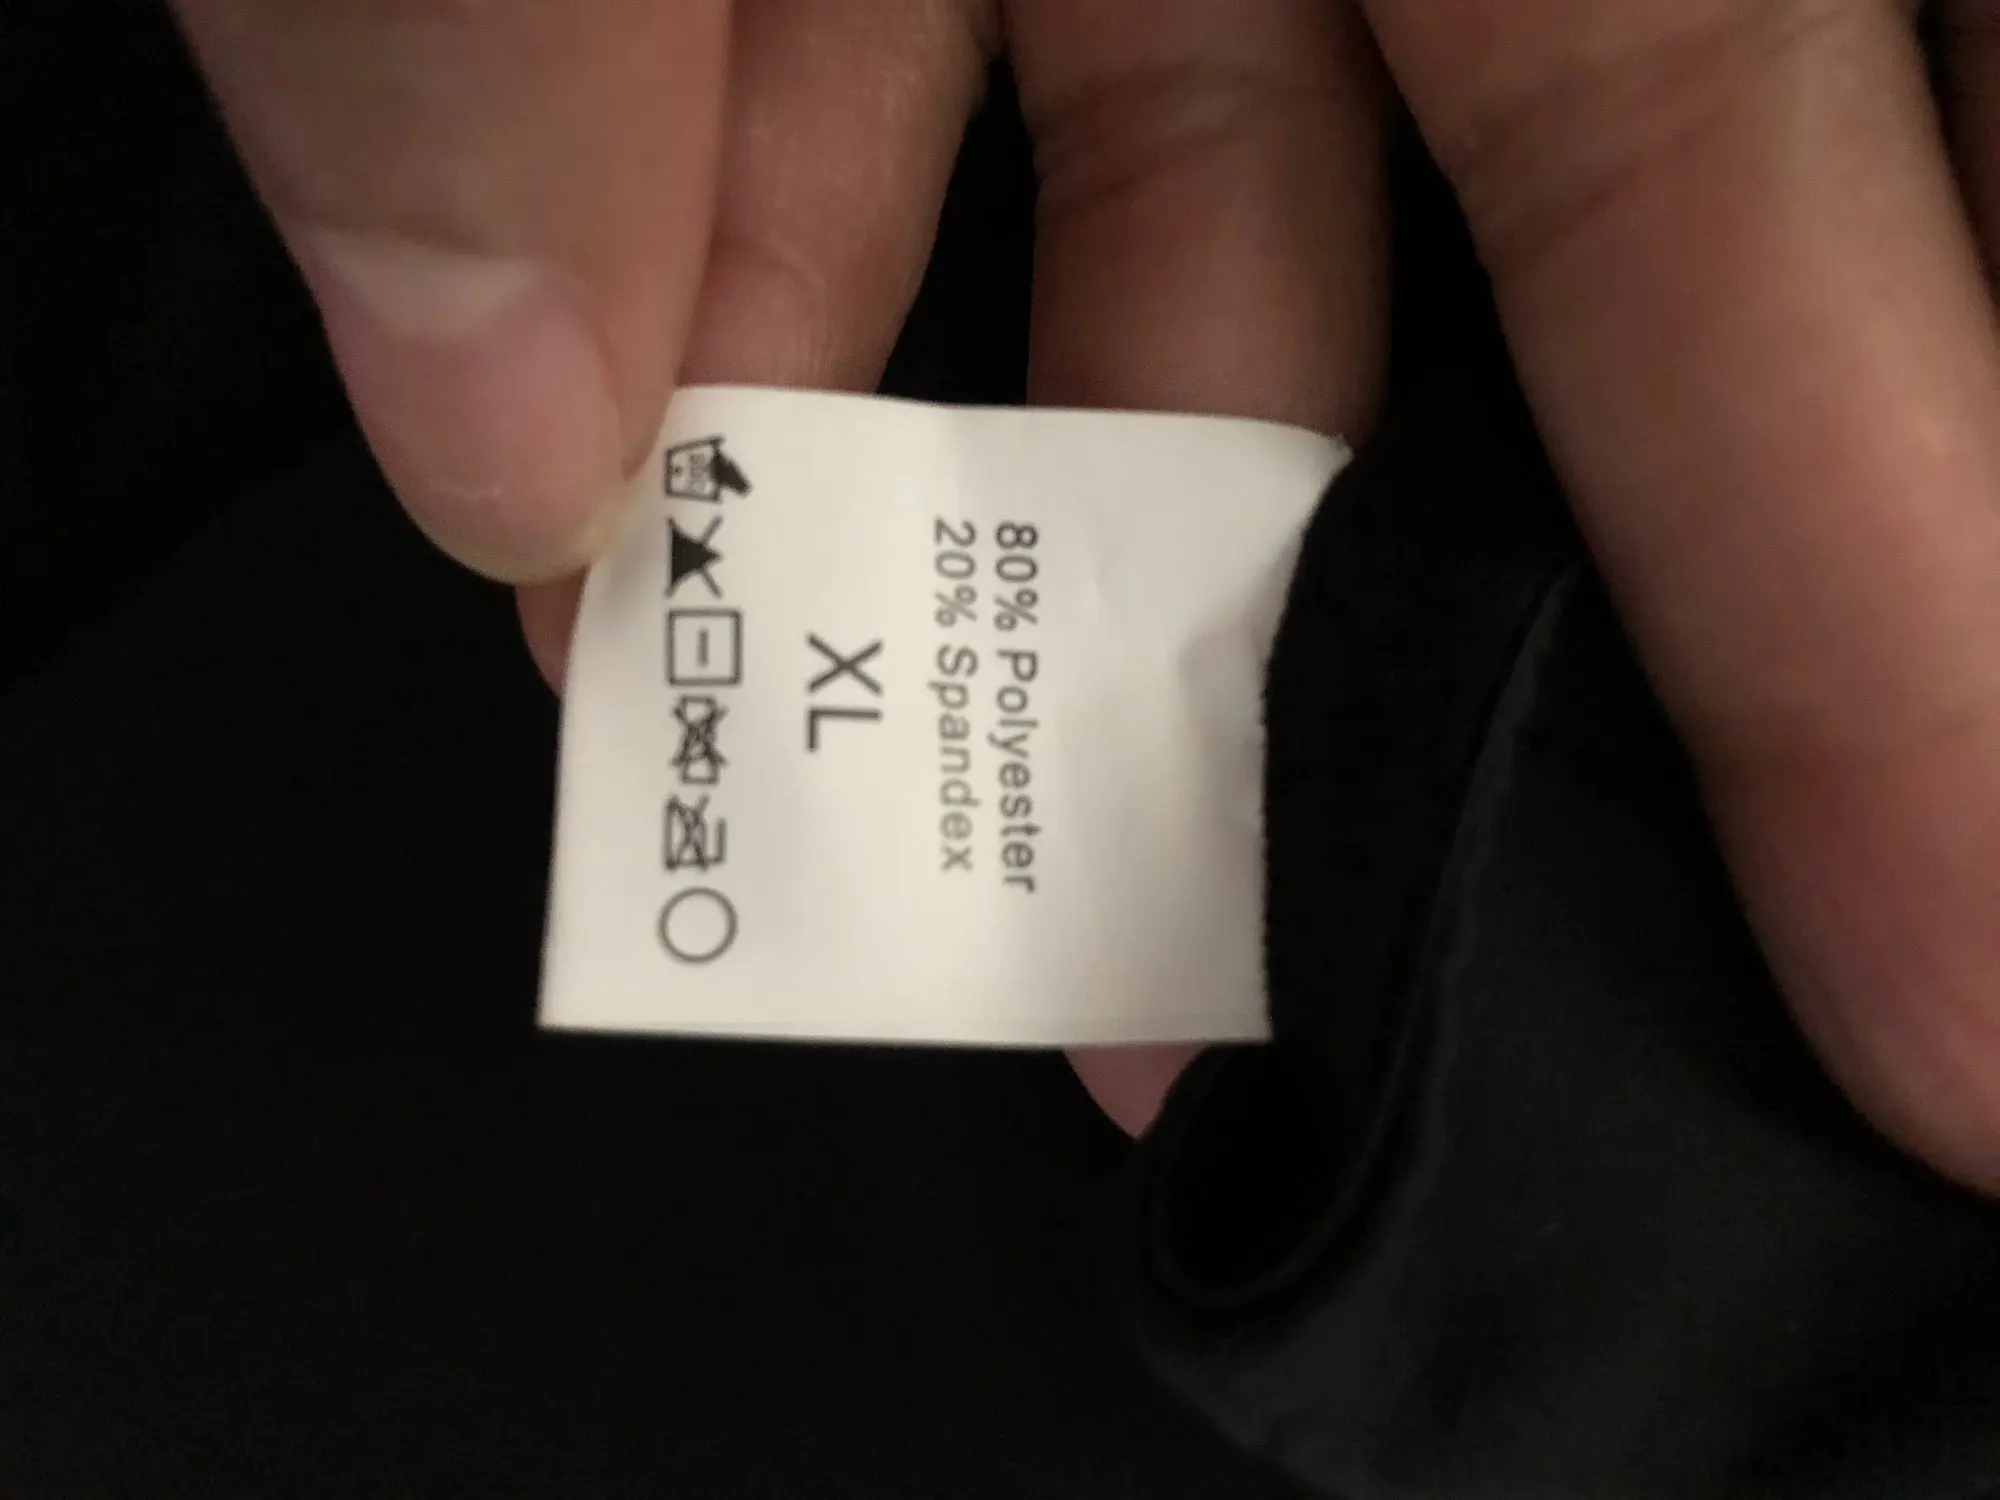 80% Polyester
20% Spandex
XL